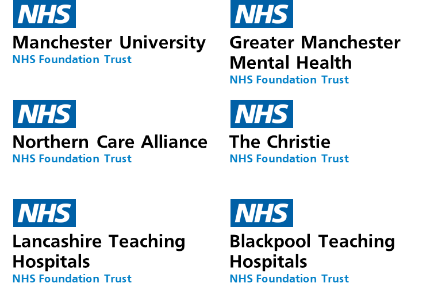 NHS
Manchester University
NHS Foundation Trust
NHS
Greater Manchester
Mental Health
NHS Foundation Trust
NHS
Northern Care Alliance
NHS Foundation Trust
NHS
The Christie
NHS Foundation Trust
NHS
Lancashire Teaching
Hospitals
NHS Foundation Trust
NHS
Blackpool Teaching
Hospitals
NHS Foundation Trust